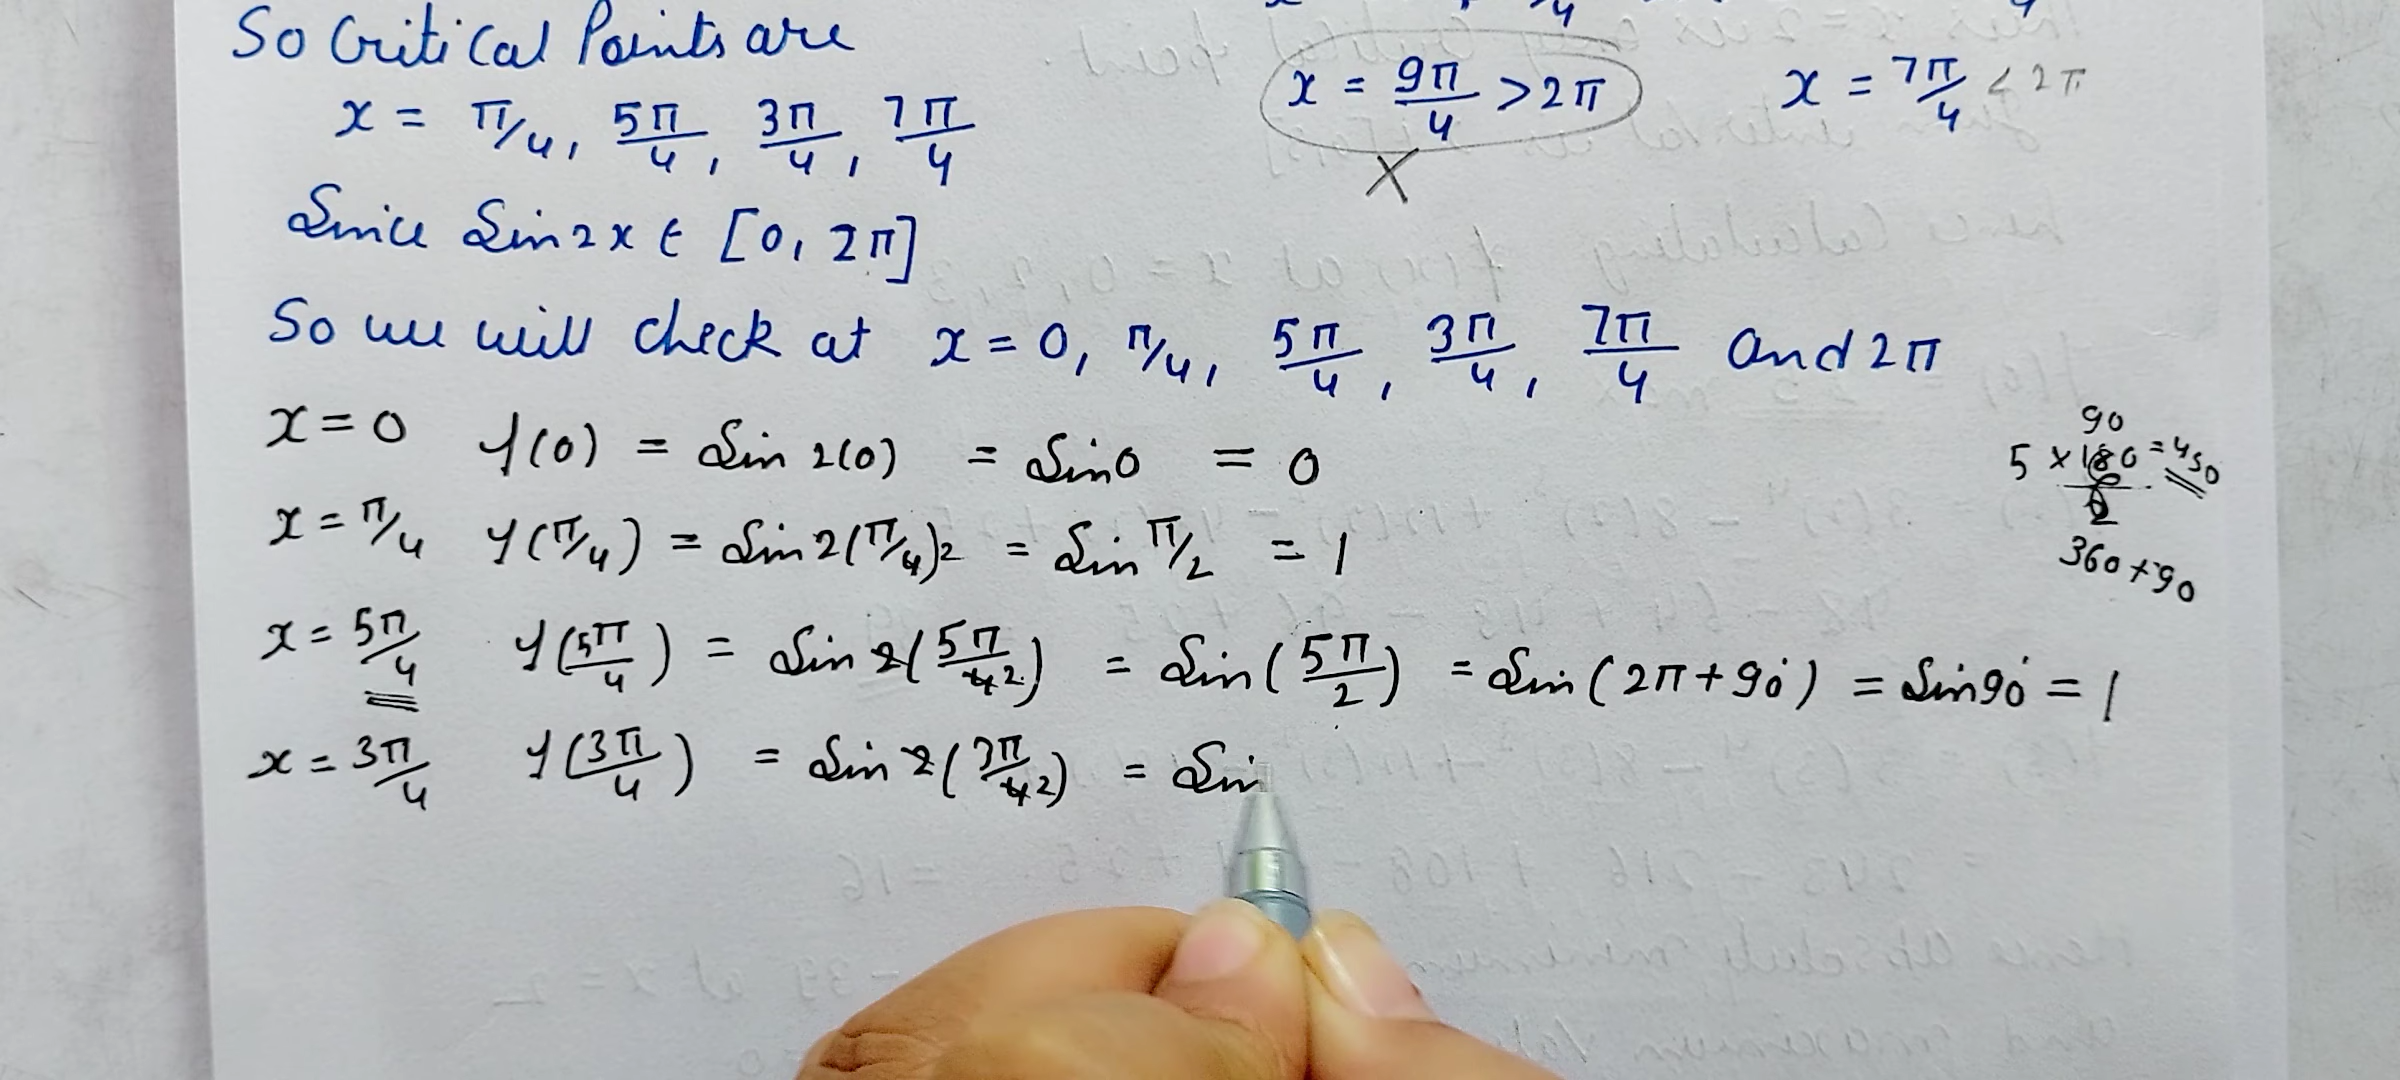 So Critical Points are
x = π/4, 5π/4, 3π/4, 7π/4
x = 9π/4 > 2π
x = 7π/4 < 2π
X
Since Sin2x ∈ [0, 2π]
So we will check at x = 0, π/4, 5π/4, 3π/4, 7π/4 and 2π
x = 0 f(0) = Sin 2(0) = Sin0 = 0
x = π/4 f(π/4) = Sin 2(π/4)2 = Sin π/2 = 1
x = 5π/4 f(5π/4) = Sin 2(5π/4 2) = Sin(5π/2) = Sin(2π+90°) = Sin90° = 1
x = 3π/4 f(3π/4) = Sin 2(3π/4 2) = Sin
90
5 × 180 = 450
2
360+90